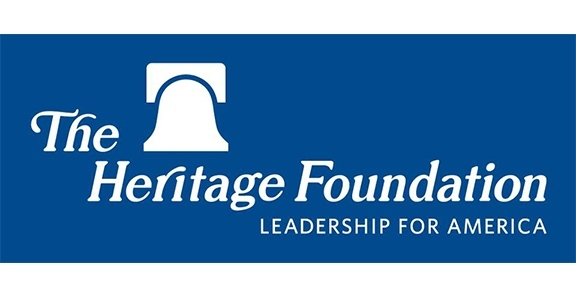 The
Heritage Foundation
LEADERSHIP FOR AMERICA